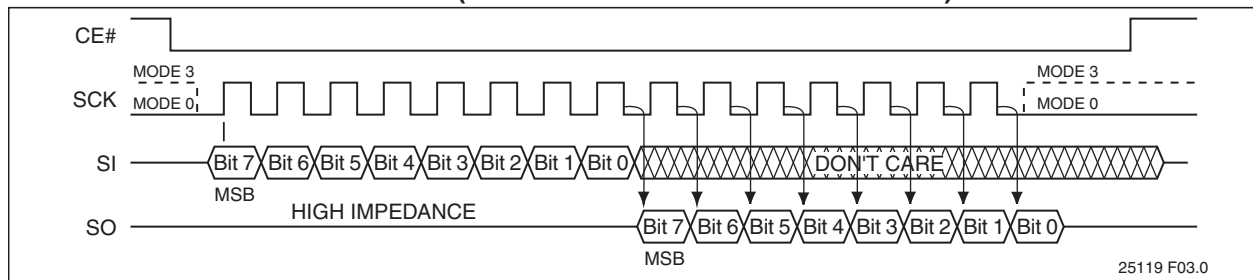 CE#
MODE 3
MODE 3
SCK
MODE 0
MODE 0
SI
Bit 7 Bit 6 Bit 5 Bit 4 Bit 3 Bit 2 Bit 1 Bit 0 DON'T CARE
MSB
HIGH IMPEDANCE
SO
Bit 7 Bit 6 Bit 5 Bit 4 Bit 3 Bit 2 Bit 1 Bit 0
MSB
25119 F03.0